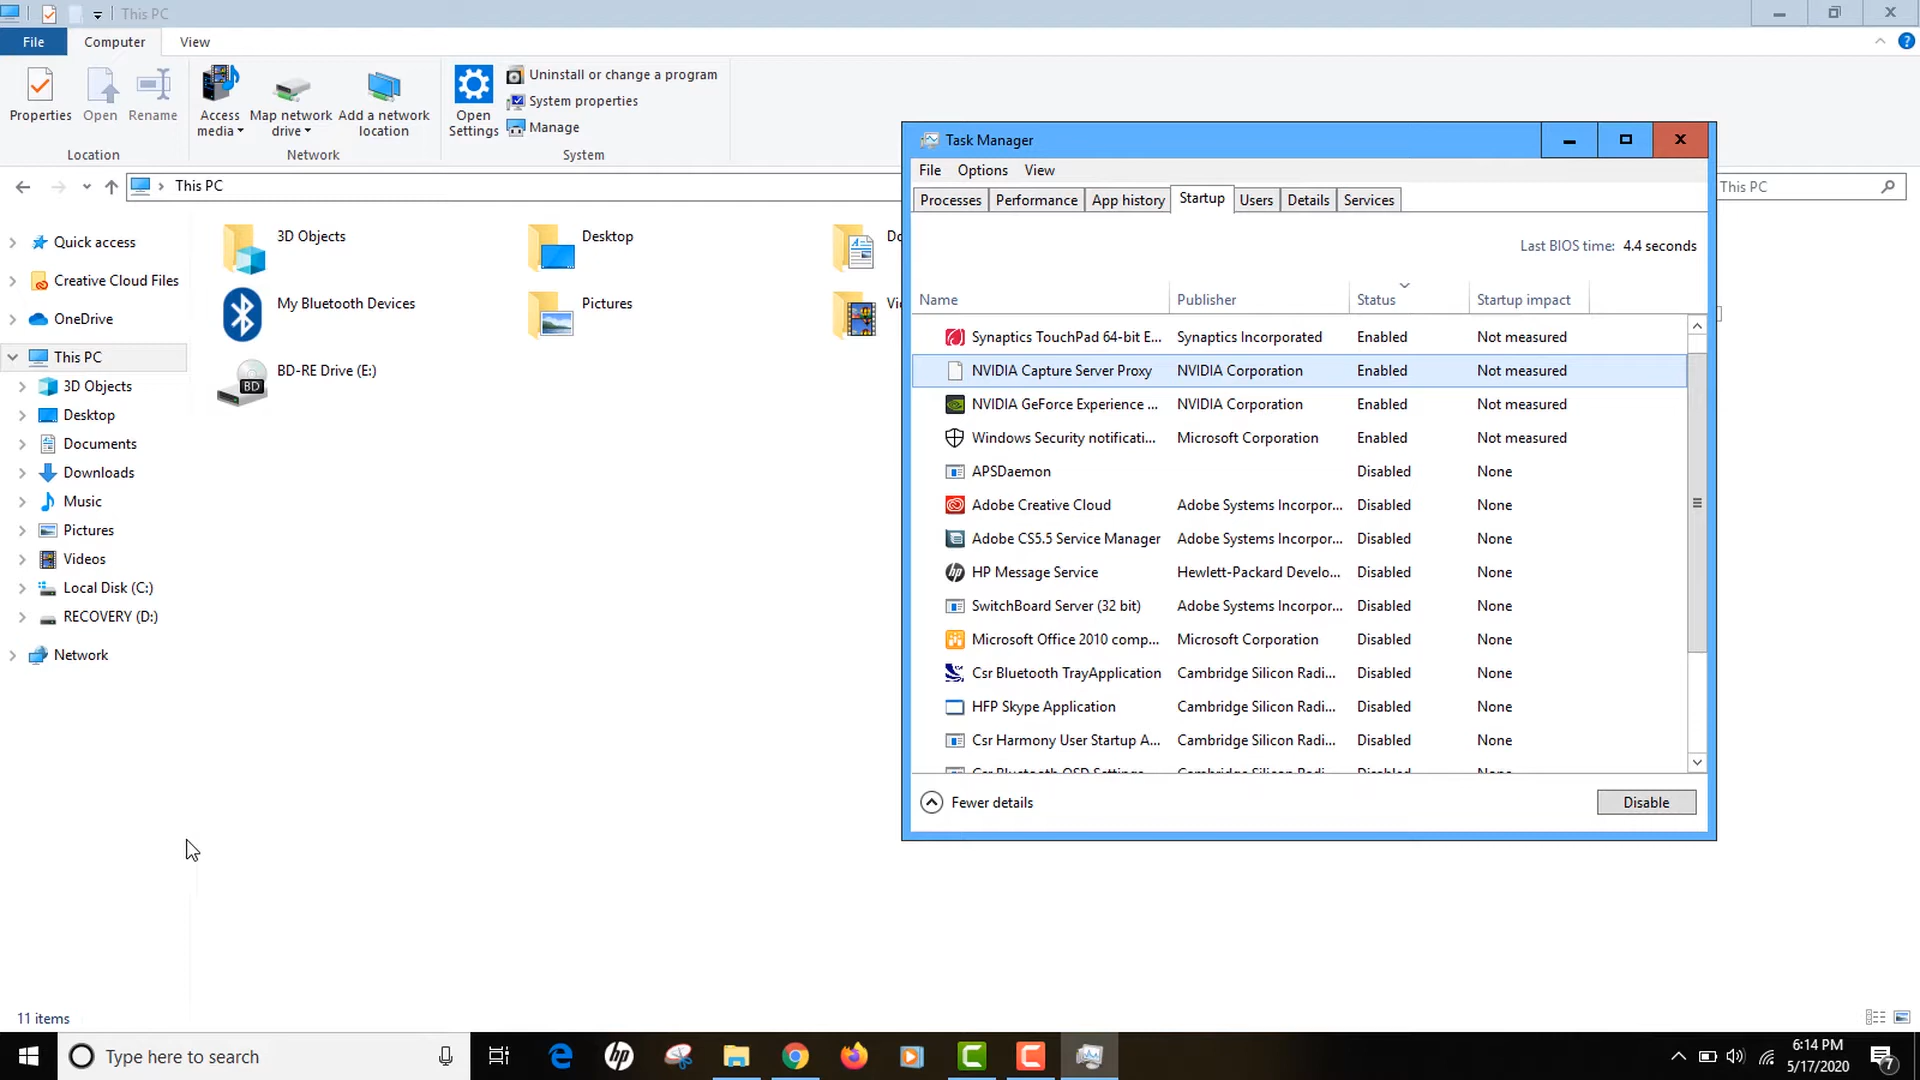 This PC
File
Computer
View
Properties
Open
Rename
Access media
Map network drive
Add a network location
Open Settings
Uninstall or change a program
System properties
Manage
Location
Network
System
This PC
This PC
Quick access
Creative Cloud Files
OneDrive
This PC
3D Objects
Desktop
Documents
Downloads
Music
Pictures
Videos
Local Disk (C:)
RECOVERY (D:)
Network
3D Objects
Desktop
My Bluetooth Devices
Pictures
BD
BD-RE Drive (E:)
11 items
Task Manager
File Options View
Processes Performance App history Startup Users Details Services
Last BIOS time: 4.4 seconds
Name Publisher Status Startup impact
Synaptics TouchPad 64-bit E... Synaptics Incorporated Enabled Not measured
NVIDIA Capture Server Proxy NVIDIA Corporation Enabled Not measured
NVIDIA GeForce Experience ... NVIDIA Corporation Enabled Not measured
Windows Security notificati... Microsoft Corporation Enabled Not measured
APSDaemon Disabled None
Adobe Creative Cloud Adobe Systems Incorpor... Disabled None
Adobe CS5.5 Service Manager Adobe Systems Incorpor... Disabled None
HP Message Service Hewlett-Packard Develo... Disabled None
SwitchBoard Server (32 bit) Adobe Systems Incorpor... Disabled None
Microsoft Office 2010 comp... Microsoft Corporation Disabled None
Csr Bluetooth TrayApplication Cambridge Silicon Radi... Disabled None
HFP Skype Application Cambridge Silicon Radi... Disabled None
Csr Harmony User Startup A... Cambridge Silicon Radi... Disabled None
Csr Bluetooth OSD Settings Cambridge Silicon Radi... Disabled None
Fewer details
Disable
Type here to search
6:14 PM
5/17/2020
7